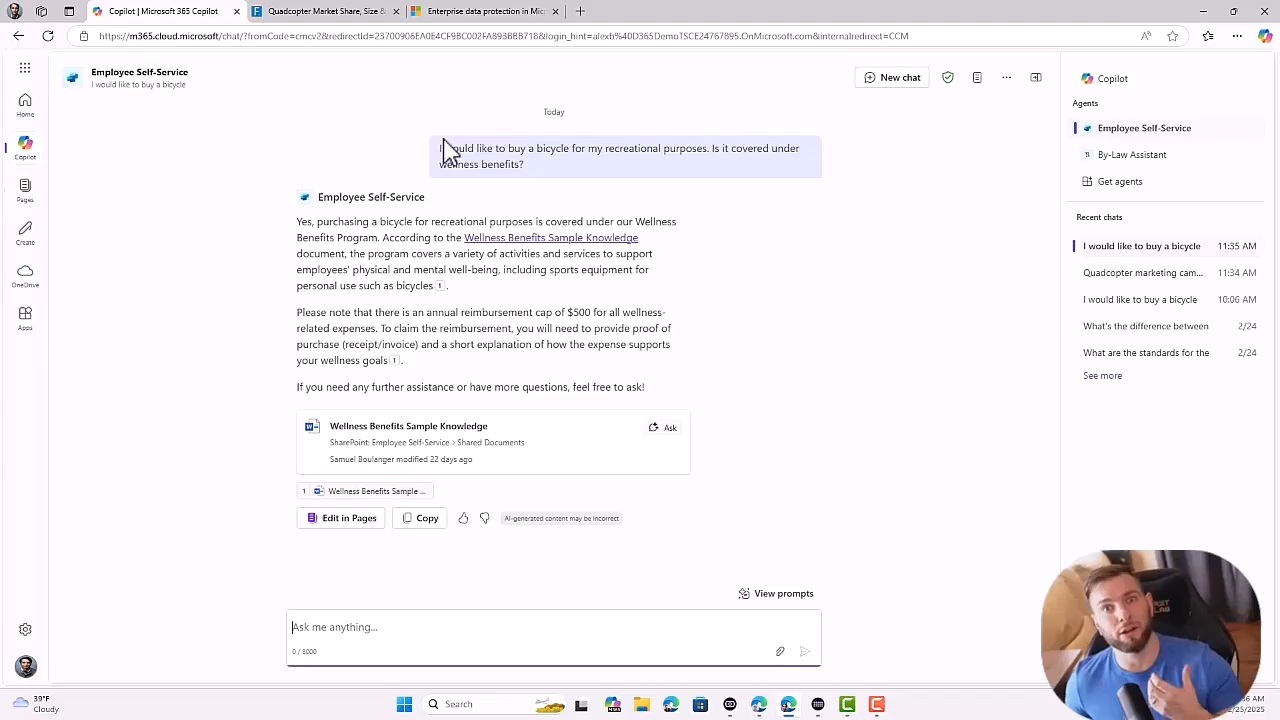 Copilot | Microsoft 365 Copilot
Quadcopter Market Share, Size &
Enterprise data protection in Mic
https://m365.cloud.microsoft/chat/?fromCode=cmcv2&redirectId=23700906EA0E4CF9BC002FA893BBB718&login_hint=alexb%40D365DemoTSCE24767895.OnMicrosoft.com&internalredirect=CCM
Home
Copilot
Pages
Create
OneDrive
Apps
Employee Self-Service
I would like to buy a bicycle
New chat
Today
would like to buy a bicycle for my recreational purposes. Is it covered under
wellness benefits?
Employee Self-Service
Yes, purchasing a bicycle for recreational purposes is covered under our Wellness
Benefits Program. According to the Wellness Benefits Sample Knowledge
document, the program covers a variety of activities and services to support
employees' physical and mental well-being, including sports equipment for
personal use such as bicycles 1.
Please note that there is an annual reimbursement cap of $500 for all wellness-
related expenses. To claim the reimbursement, you will need to provide proof of
purchase (receipt/invoice) and a short explanation of how the expense supports
your wellness goals 1.
If you need any further assistance or have more questions, feel free to ask!
Wellness Benefits Sample Knowledge
Ask
SharePoint: Employee Self-Service > Shared Documents
Samuel Boulanger modified 22 days ago
1 Wellness Benefits Sample ...
Edit in Pages
Copy
AI-generated content may be incorrect
View prompts
Ask me anything...
0 / 8000
Copilot
Agents
Employee Self-Service
By-Law Assistant
Get agents
Recent chats
I would like to buy a bicycle 11:35 AM
Quadcopter marketing cam... 11:34 AM
I would like to buy a bicycle 10:06 AM
What's the difference between 2/24
What are the standards for the 2/24
See more
39°F
Cloudy
Search
6 AM
2/25/2025